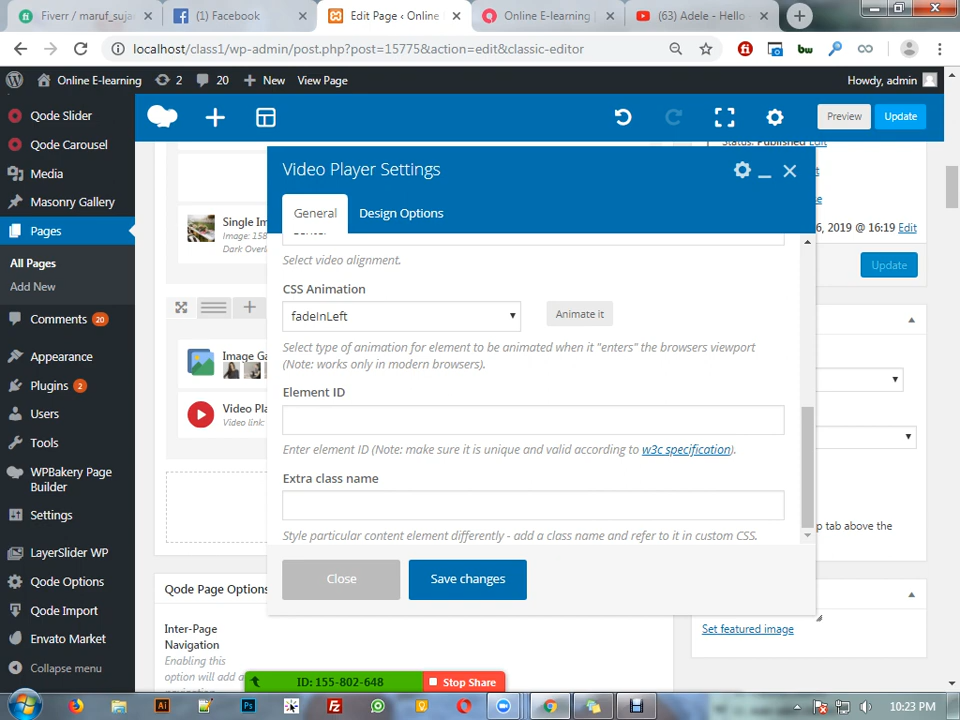 Fiverr / maruf_suja
(1) Facebook
Edit Page ‹ Online
Online E-learning |
(63) Adele - Hello
localhost/class1/wp-admin/post.php?post=15775&action=edit&classic-editor
Online E-learning
2
20
New
View Page
Howdy, admin
Qode Slider
Qode Carousel
Media
Masonry Gallery
Pages
All Pages
Add New
Comments 20
Appearance
Plugins 2
Users
Tools
WPBakery Page
Builder
Settings
LayerSlider WP
Qode Options
Qode Import
Envato Market
Collapse menu
Preview
Update
Status: Published Edit
6, 2019 @ 16:19 Edit
Update
Single Im
Image: 158
Dark Overl
Image Ga
Video Pla
Video link:
Video Player Settings
General
Design Options
Select video alignment.
CSS Animation
fadeInLeft
Animate it
Select type of animation for element to be animated when it "enters" the browsers viewport
(Note: works only in modern browsers).
Element ID
Enter element ID (Note: make sure it is unique and valid according to w3c specification).
Extra class name
Style particular content element differently - add a class name and refer to it in custom CSS.
Close
Save changes
p tab above the
Qode Page Options
Inter-Page
Navigation
Enabling this
option will add a
Set featured image
ID: 155-802-648
Stop Share
10:23 PM